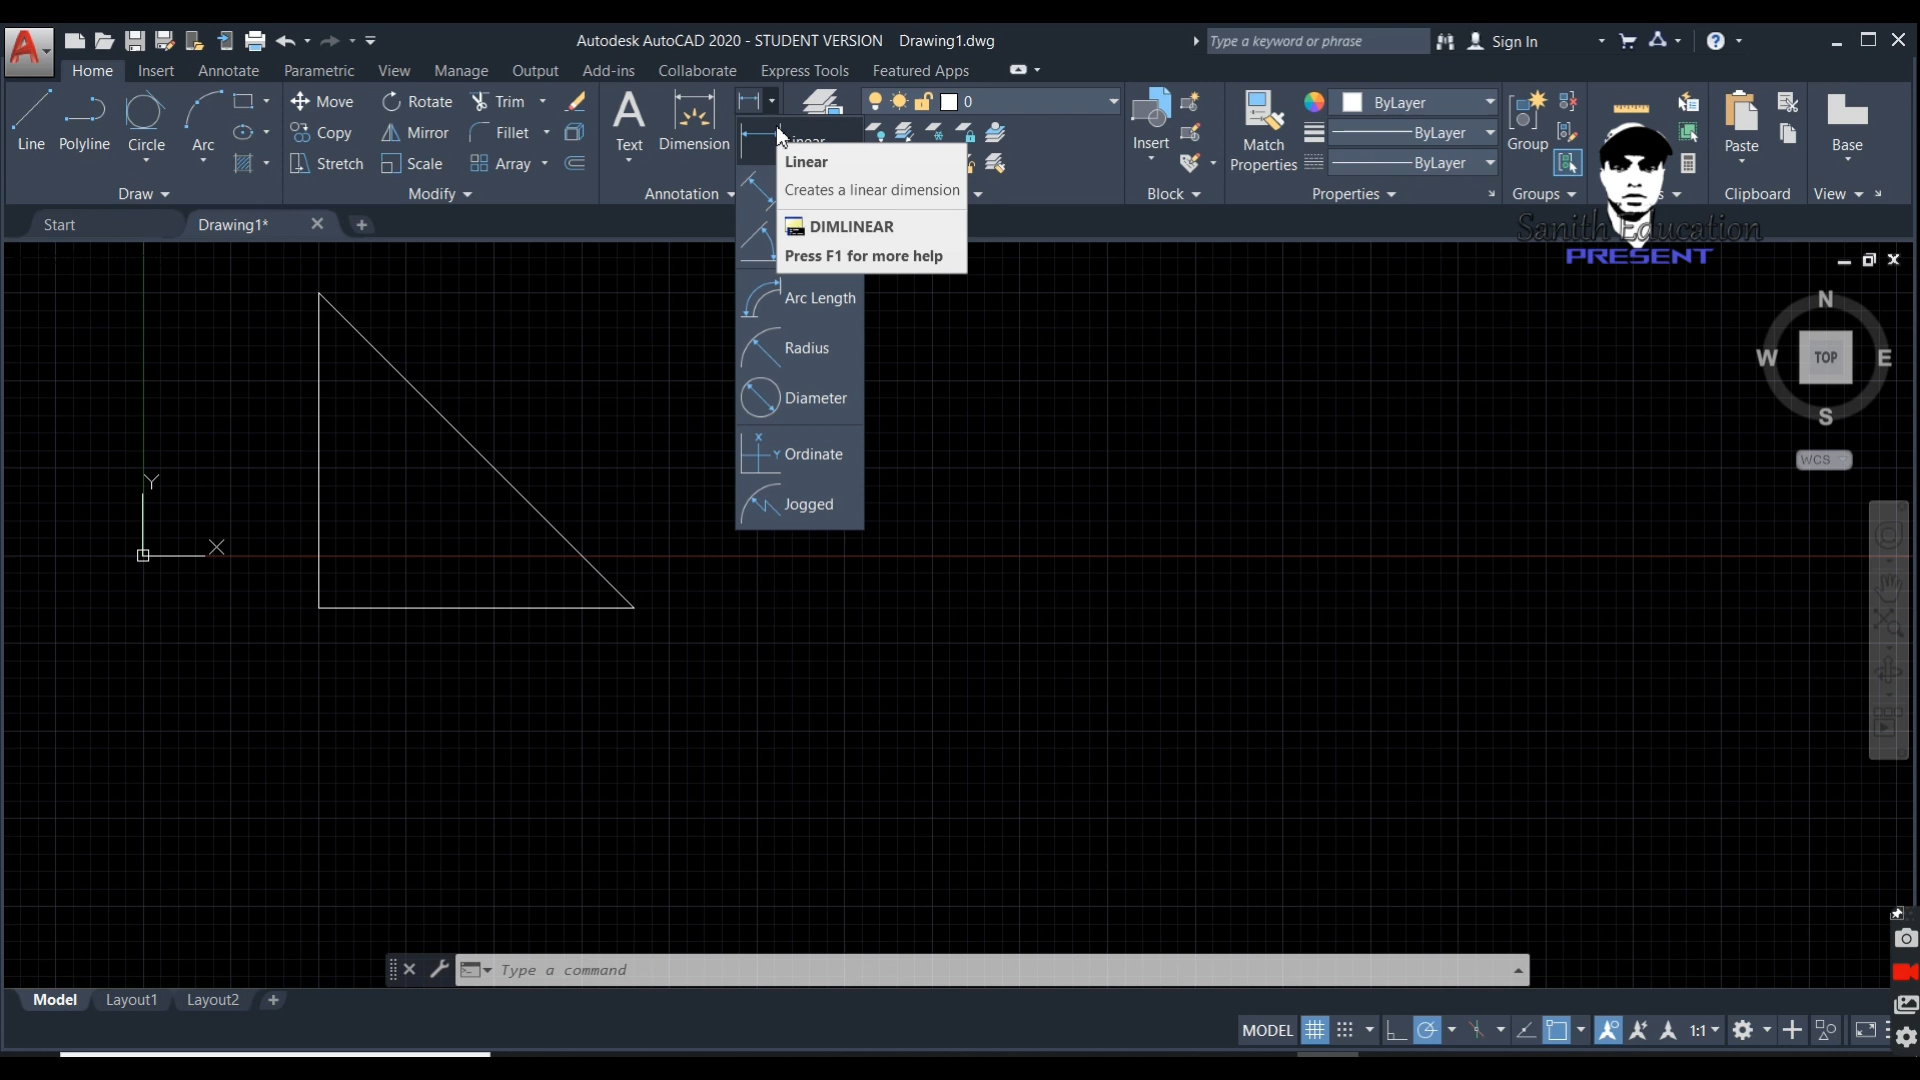 Autodesk AutoCAD 2020 - STUDENT VERSION Drawing1.dwg
Type a keyword or phrase
Sign In
Home Insert Annotate Parametric View Manage Output Add-ins Collaborate Express Tools Featured Apps
Line Polyline Circle Arc
Move Rotate Trim
Copy Mirror Fillet
Stretch Scale Array
Text Dimension
0
Insert
Match
Properties
ByLayer
ByLayer
ByLayer
Group
Paste
Base
Draw Modify Annotation Block Properties Groups Clipboard View
Sanith Education
PRESENT
Start Drawing1*
Linear
Creates a linear dimension
DIMLINEAR
Press F1 for more help
Arc Length
Radius
Diameter
X
Y
Ordinate
Jogged
N
W TOP E
S
WCS
Y
X
Type a command
Model Layout1 Layout2
MODEL 1:1